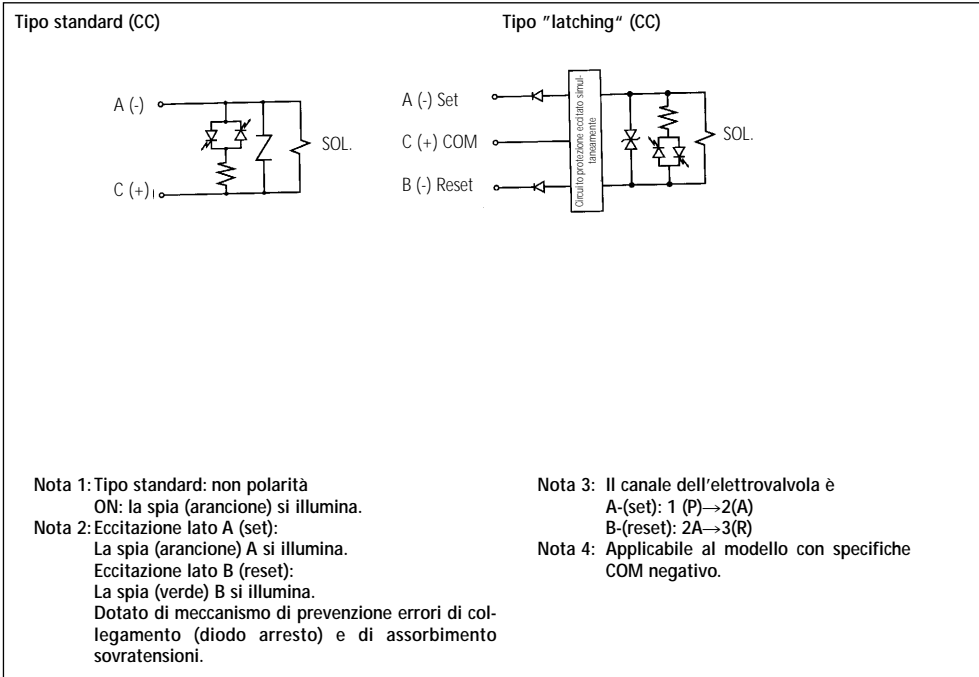 Tipo standard (CC)
A (-)
SOL.
C (+)
Tipo "latching" (CC)
A (-) Set
C (+) COM
B (-) Reset
Circuito protezione eccitato simul-
taneamente
SOL.
Nota 1: Tipo standard: non polarità
ON: la spia (arancione) si illumina.
Nota 2: Eccitazione lato A (set):
La spia (arancione) A si illumina.
Eccitazione lato B (reset):
La spia (verde) B si illumina.
Dotato di meccanismo di prevenzione errori di col-
legamento (diodo arresto) e di assorbimento
sovratensioni.
Nota 3: Il canale dell'elettrovalvola è
A-(set): 1 (P)→2(A)
B-(reset): 2A→3(R)
Nota 4: Applicabile al modello con specifiche
COM negativo.